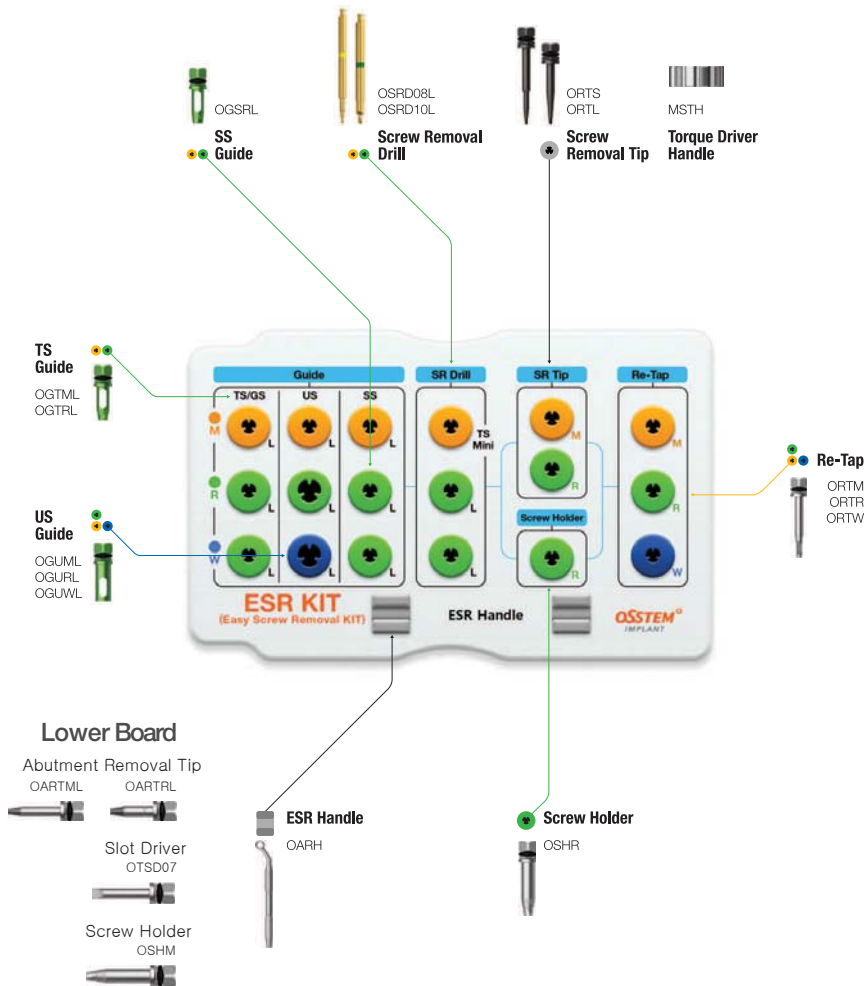 OGSRL
SS
Guide
OSRD08L
OSRD10L
Screw Removal
Drill
ORTS
ORTL
Screw
Removal Tip
MSTH
Torque Driver
Handle
TS
Guide
OGTML
OGTRL
US
Guide
OGUML
OGURL
OGUWL
Guide
SR Drill
SR Tip
Re-Tap
TS/GS US SS
M L L L TS Mini M M
R L L L L R R
Screw Holder
W L L L L R W
ESR KIT
(Easy Screw Removal KIT)
ESR Handle
OSSTEM
IMPLANT
Re-Tap
ORTM
ORTR
ORTW
Lower Board
Abutment Removal Tip
OARTML OARTRL
Slot Driver
OTSD07
Screw Holder
OSHM
ESR Handle
OARH
Screw Holder
OSHR